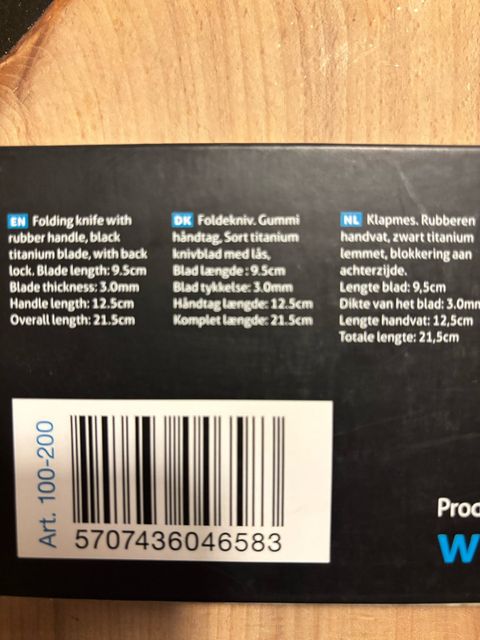 EN Folding knife with
rubber handle, black
titanium blade, with back
lock. Blade length: 9.5cm
Blade thickness: 3.0mm
Handle length: 12.5cm
Overall length: 21.5cm
DK Foldekniv. Gummi
håndtag, Sort titanium
knivblad med lås,
Blad længde : 9.5cm
Blad tykkelse: 3.0mm
Håndtag længde: 12.5cm
Komplet længde: 21.5cm
NL Klapmes. Rubberen
handvat, zwart titanium
lemmet, blokkering aan
achterzijde.
Lengte blad: 9,5cm
Dikte van het blad: 3.0mm
Lengte handvat: 12,5cm
Totale lengte: 21,5cm
Art. 100-200
5707436046583
Proc
w